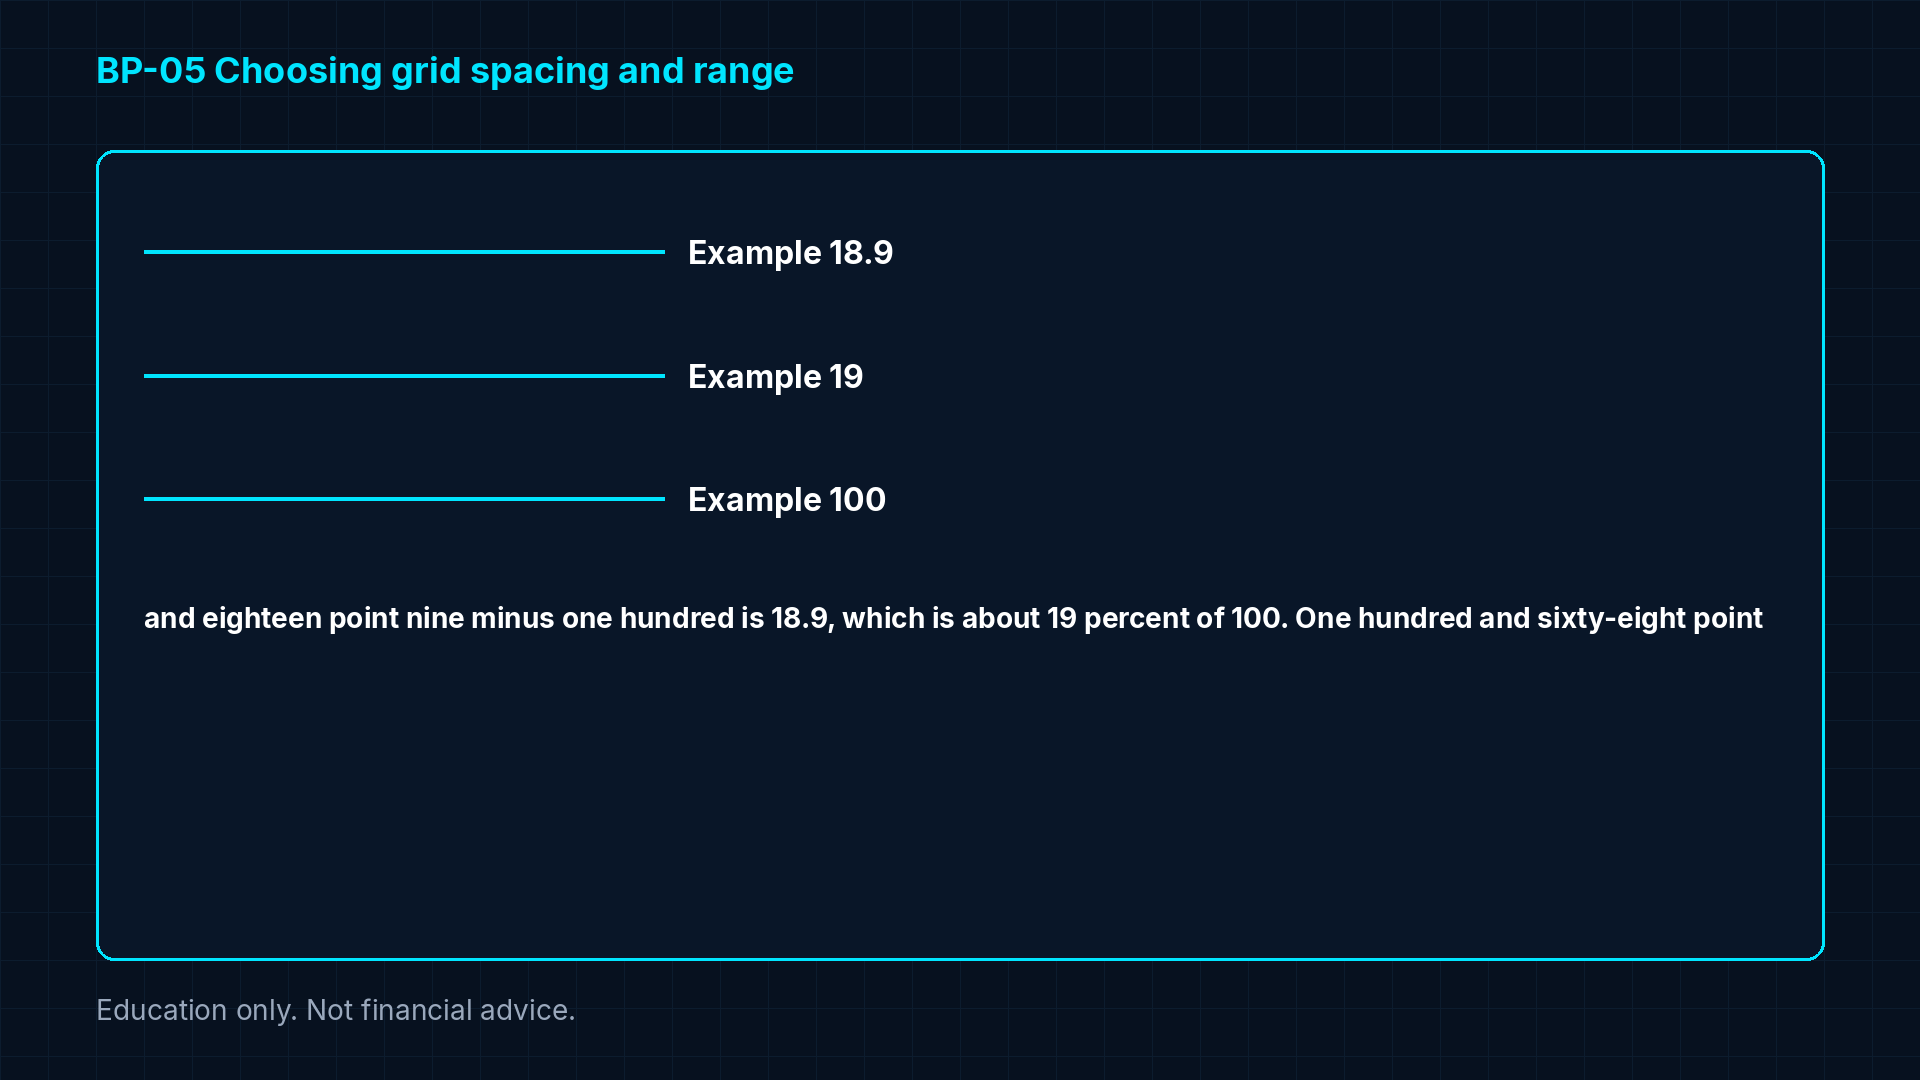 BP-05 Choosing grid spacing and range
Example 18.9
Example 19
Example 100
and eighteen point nine minus one hundred is 18.9, which is about 19 percent of 100. One hundred and sixty-eight point
Education only. Not financial advice.